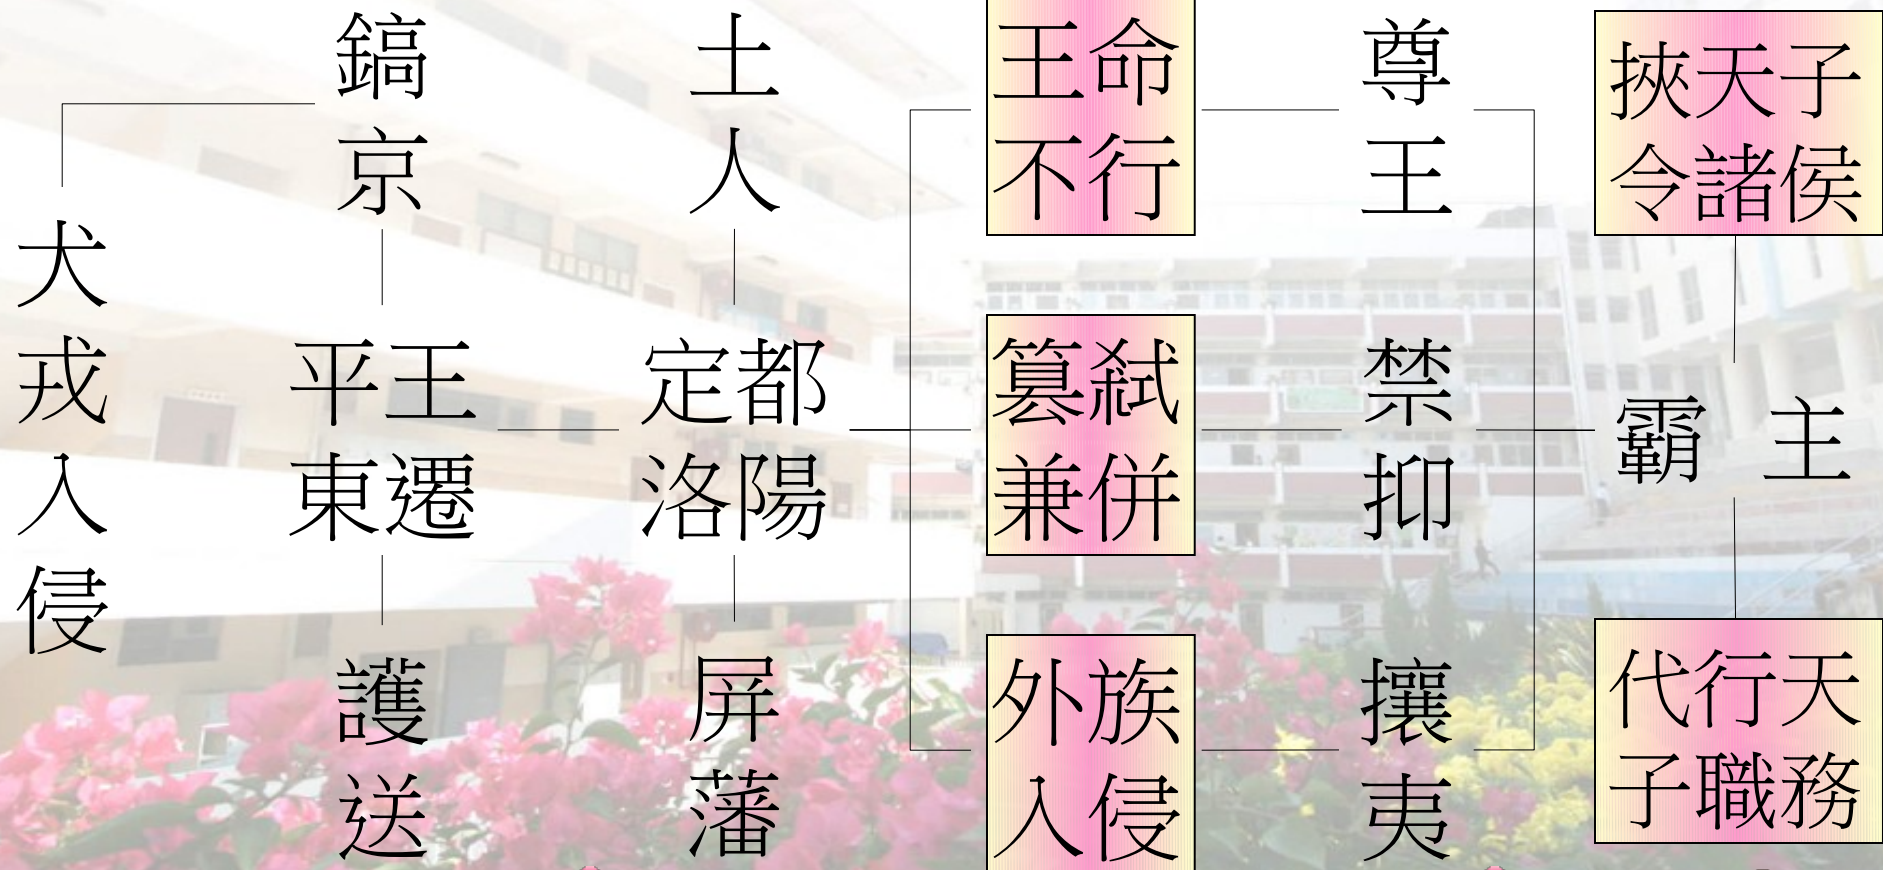 犬戎入侵
鎬京
平王
東遷
護送
土人
定都
洛陽
屏藩
王命
不行
篡弒
兼併
外族
入侵
尊王
禁抑
攘夷
挾天子
令諸侯
霸主
代行天
子職務